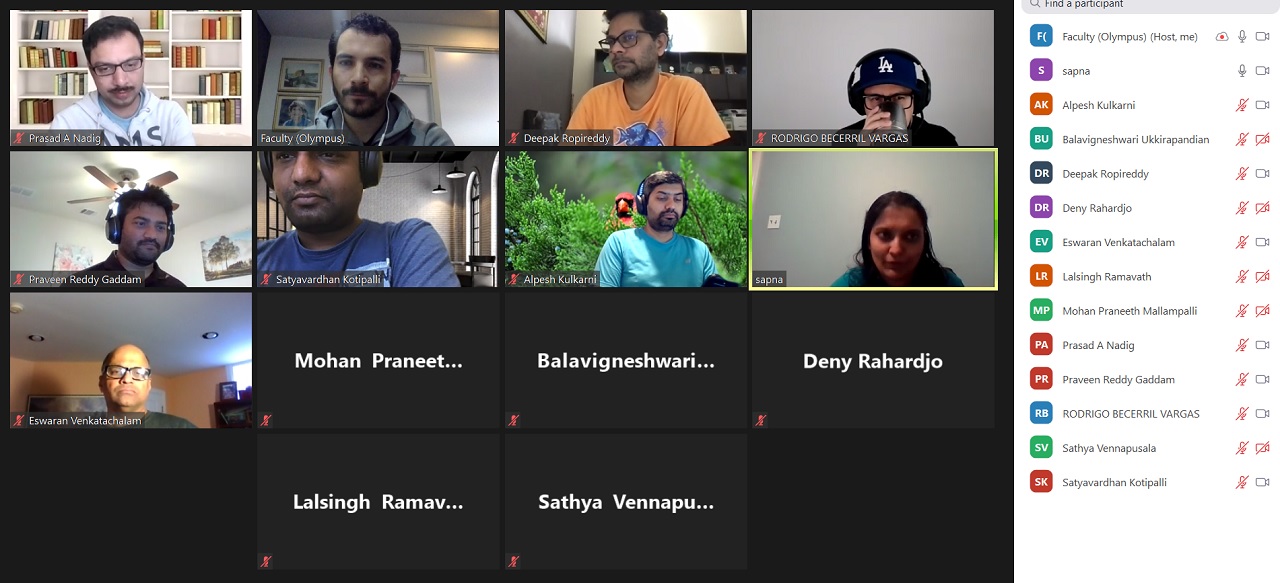 Prasad A Nadig
Faculty (Olympus)
Deepak Ropireddy
LA
RODRIGO BECERRIL VARGAS
Praveen Reddy Gaddam
Satyavardhan Kotipalli
Alpesh Kulkarni
sapna
Eswaran Venkatachalam
Mohan Praneet...
Balavigneshwari...
Deny Rahardjo
Lalsingh Ramav...
Sathya Vennapu...
Find a participant
F( Faculty (Olympus) (Host, me)
S sapna
AK Alpesh Kulkarni
BU Balavigneshwari Ukkirapandian
DR Deepak Ropireddy
DR Deny Rahardjo
EV Eswaran Venkatachalam
LR Lalsingh Ramavath
MP Mohan Praneeth Mallampalli
PA Prasad A Nadig
PR Praveen Reddy Gaddam
RB RODRIGO BECERRIL VARGAS
SV Sathya Vennapusala
SK Satyavardhan Kotipalli